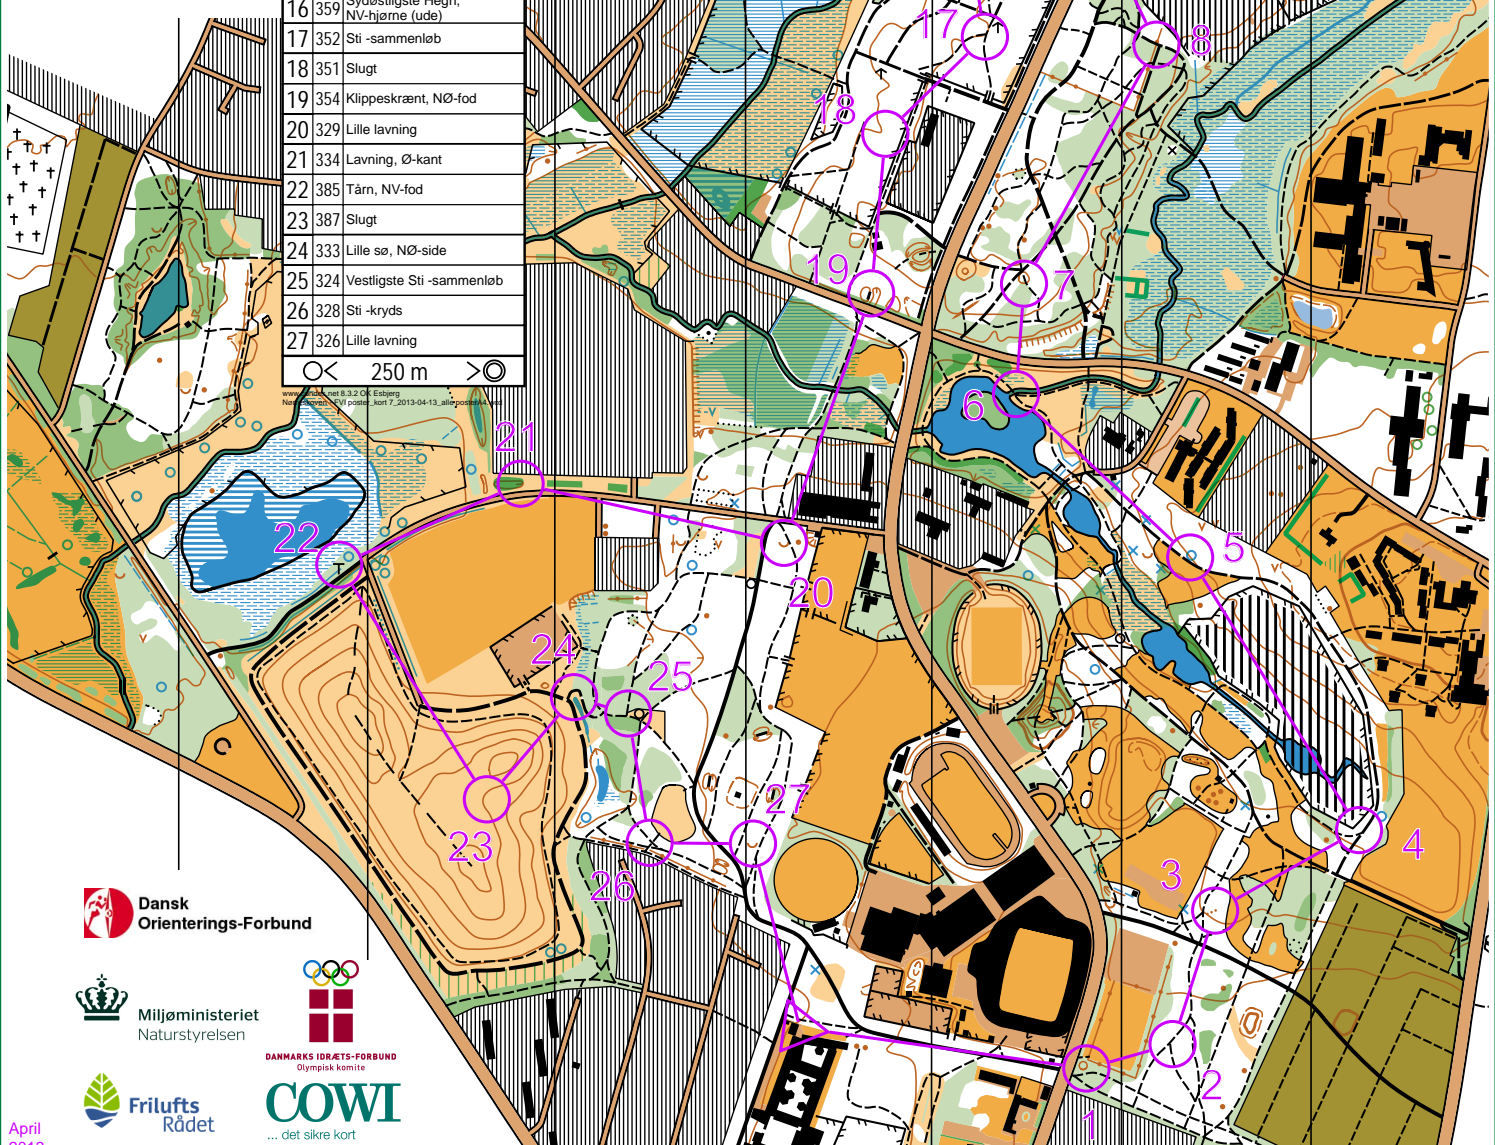 16 359 Sydøstligste Hegn,
NV-hjørne (ude)
17 352 Sti -sammenløb
18 351 Slugt
19 354 Klippeskrænt, NØ-fod
20 329 Lille lavning
21 334 Lavning, Ø-kant
22 385 Tårn, NV-fod
23 387 Slugt
24 333 Lille sø, NØ-side
25 324 Vestligste Sti -sammenløb
26 328 Sti -kryds
27 326 Lille lavning
250 m
17
8
18
19
7
6
21
22
5
20
24
25
27
23
4
26
3
2
1
Dansk
Orienterings-Forbund
Miljøministeriet
Naturstyrelsen
DANMARKS IDRÆTS-FORBUND
Olympisk komite
Frilufts
Rådet
COWI
... det sikre kort
April